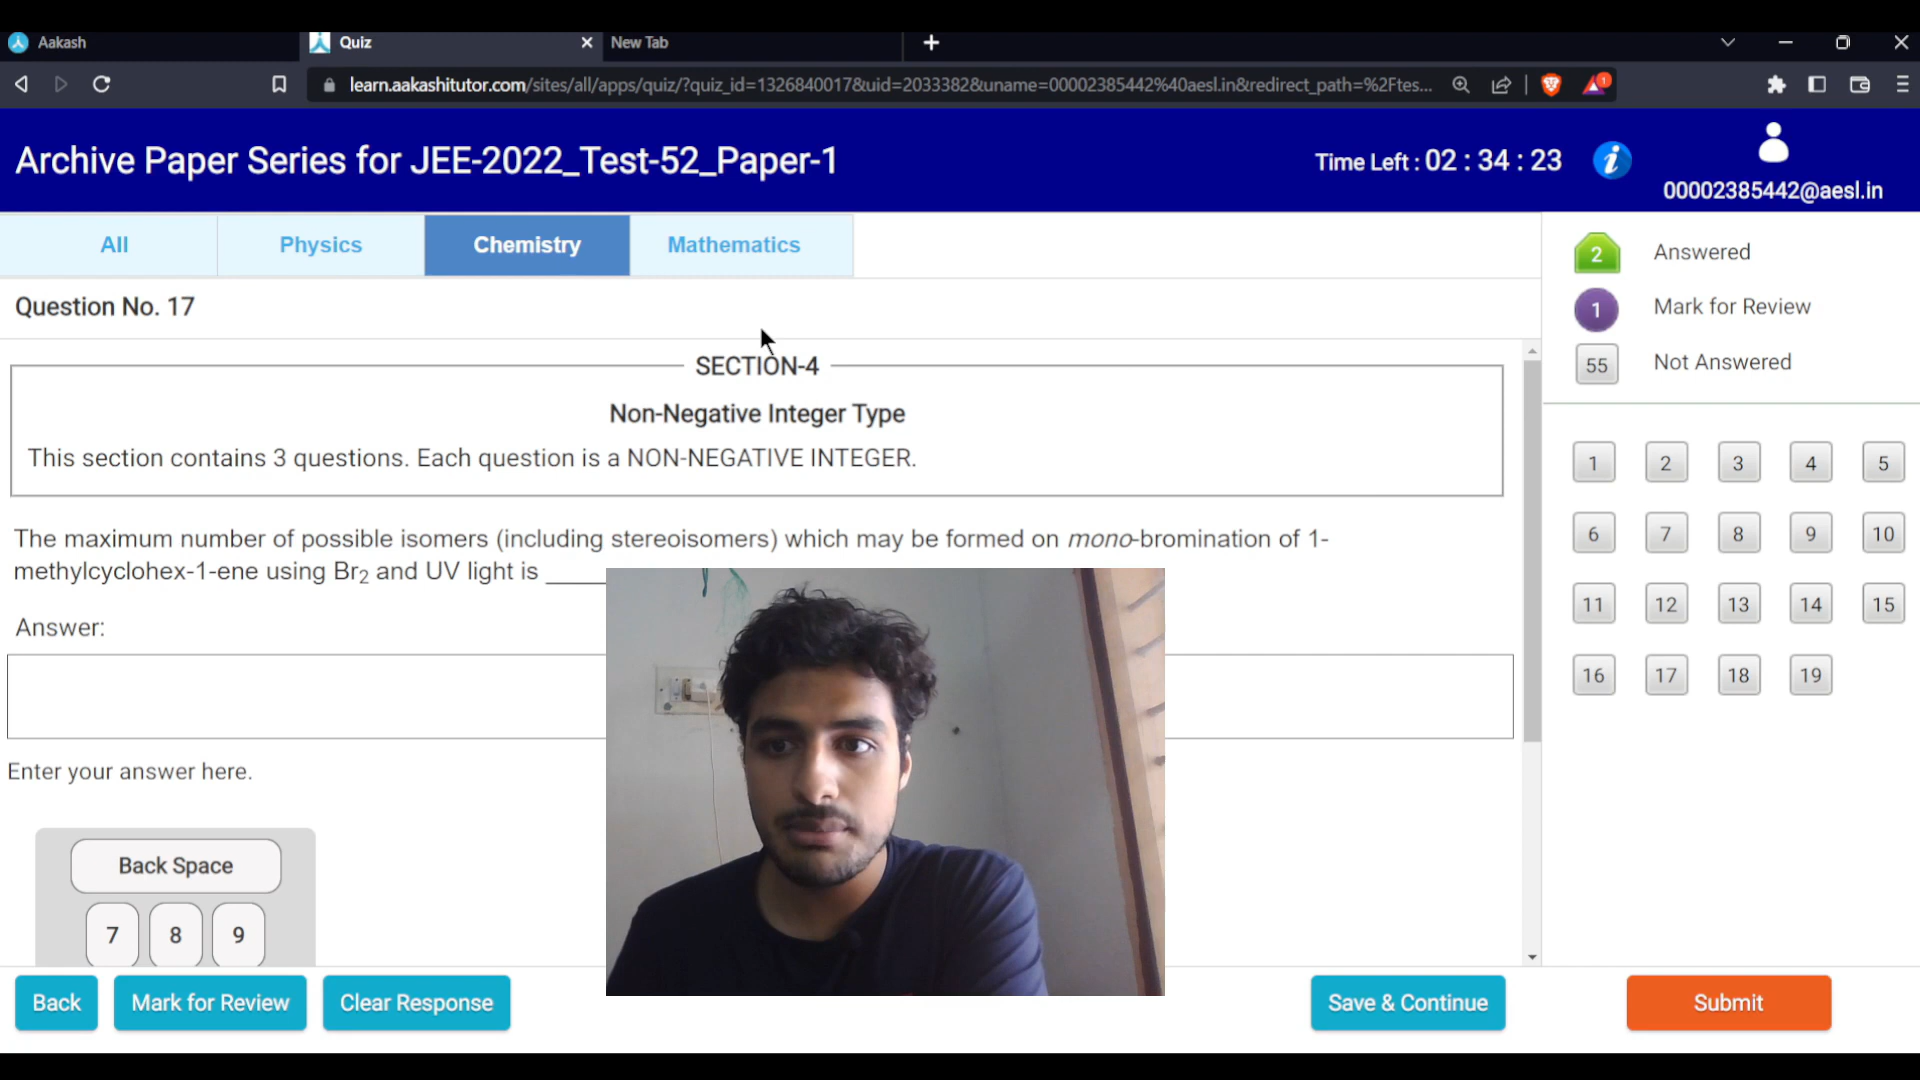 Aakash
Quiz
New Tab
learn.aakashitutor.com/sites/all/apps/quiz/?quiz_id=1326840017&uid=2033382&uname=00002385442%40aesl.in&redirect_path=%2Ftes...
1
Archive Paper Series for JEE-2022_Test-52_Paper-1
Time Left : 02 : 34 : 23
i
00002385442@aesl.in
All
Physics
Chemistry
Mathematics
2 Answered
1 Mark for Review
55 Not Answered
Question No. 17
SECTION-4
Non-Negative Integer Type
This section contains 3 questions. Each question is a NON-NEGATIVE INTEGER.
The maximum number of possible isomers (including stereoisomers) which may be formed on mono-bromination of 1-
methylcyclohex-1-ene using Br₂ and UV light is _____
Answer:
Enter your answer here.
Back Space
7 8 9
1 2 3 4 5
6 7 8 9 10
11 12 13 14 15
16 17 18 19
Back
Mark for Review
Clear Response
Save & Continue
Submit